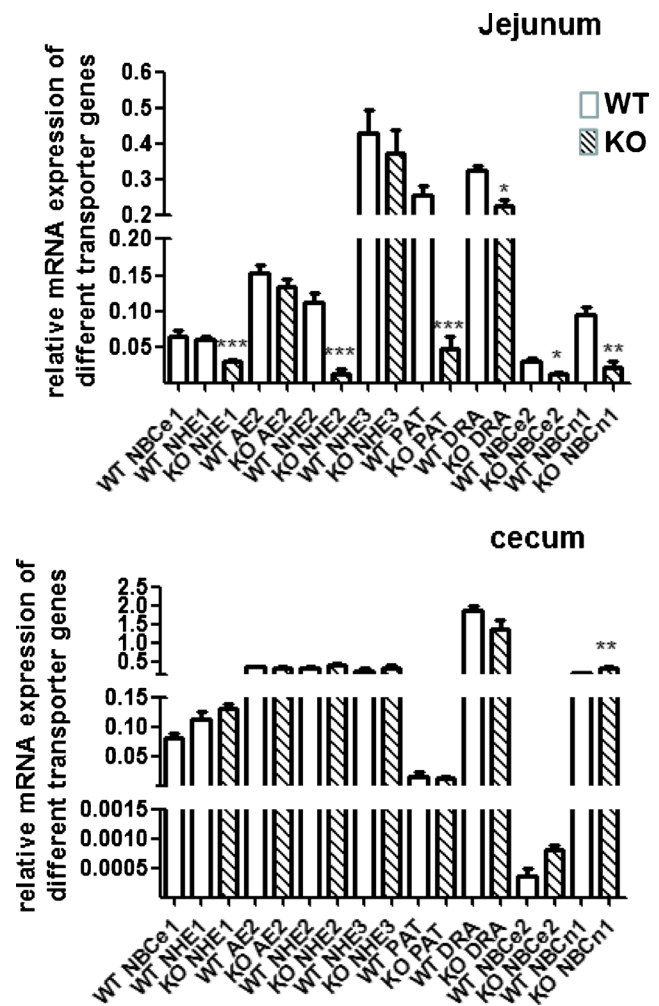 Jejunum
relative mRNA expression of
different transporter genes
0.6
0.5
0.4
0.3
0.2
0.20
0.15
0.10
0.05
WT
KO
***
***
***
*
*
**
WT NBCe1
WT NHE1
KO NHE1
WT AE2
KO AE2
WT NHE2
KO NHE2
WT NHE3
KO NHE3
WT PAT
KO PAT
WT DRA
KO DRA
WT NBCe2
KO NBCe2
WT NBCn1
KO NBCn1
cecum
relative mRNA expression of
different transporter genes
2.5
2.0
1.5
1.0
0.5
0.15
0.10
0.05
0.0015
0.0010
0.0005
**
WT NBCe1
WT NHE1
KO NHE1
WT AE2
KO AE2
WT NHE2
KO NHE2
WT NHE3
KO NHE3
WT PAT
KO PAT
WT DRA
KO DRA
WT NBCe2
KO NBCe2
WT NBCn1
KO NBCn1